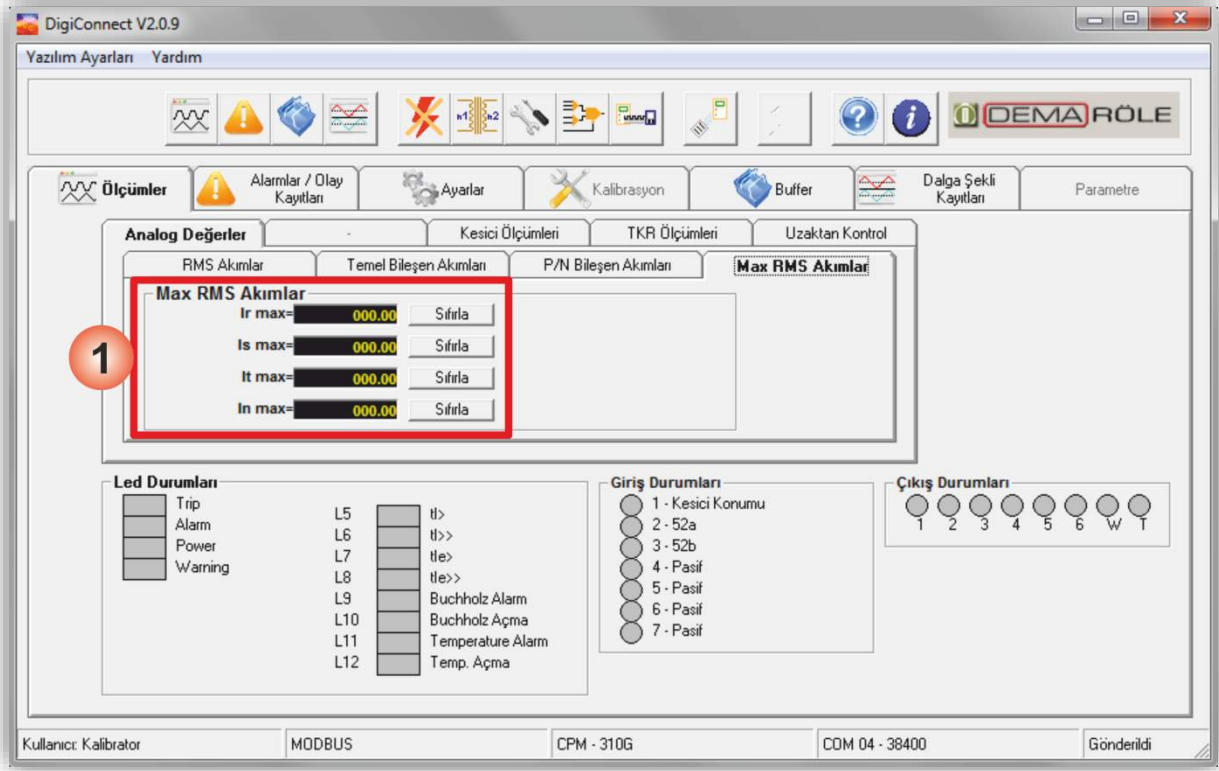 DigiConnect V2.0.9
Yazılım Ayarları Yardım
n1 n2
DEMA RÖLE
Ölçümler
Alarmlar / Olay Kayıtları
Ayarlar
Kalibrasyon
Buffer
Dalga Şekli Kayıtları
Parametre
Analog Değerler - Kesici Ölçümleri TKR Ölçümleri Uzaktan Kontrol
RMS Akımlar Temel Bileşen Akımları P/N Bileşen Akımları Max RMS Akımlar
Max RMS Akımlar
1
Ir max= 000.00 Sıfırla
Is max= 000.00 Sıfırla
It max= 000.00 Sıfırla
In max= 000.00 Sıfırla
Led Durumları
Trip
Alarm
Power
Warning
L5 tI>
L6 tI>>
L7 tIe>
L8 tIe>>
L9 Buchholz Alarm
L10 Buchholz Açma
L11 Temperature Alarm
L12 Temp. Açma
Giriş Durumları
1 - Kesici Konumu
2 - 52a
3 - 52b
4 - Pasif
5 - Pasif
6 - Pasif
7 - Pasif
Çıkış Durumları
1 2 3 4 5 6 W T
Kullanıcı: Kalibrator MODBUS CPM - 310G COM 04 - 38400 Gönderildi